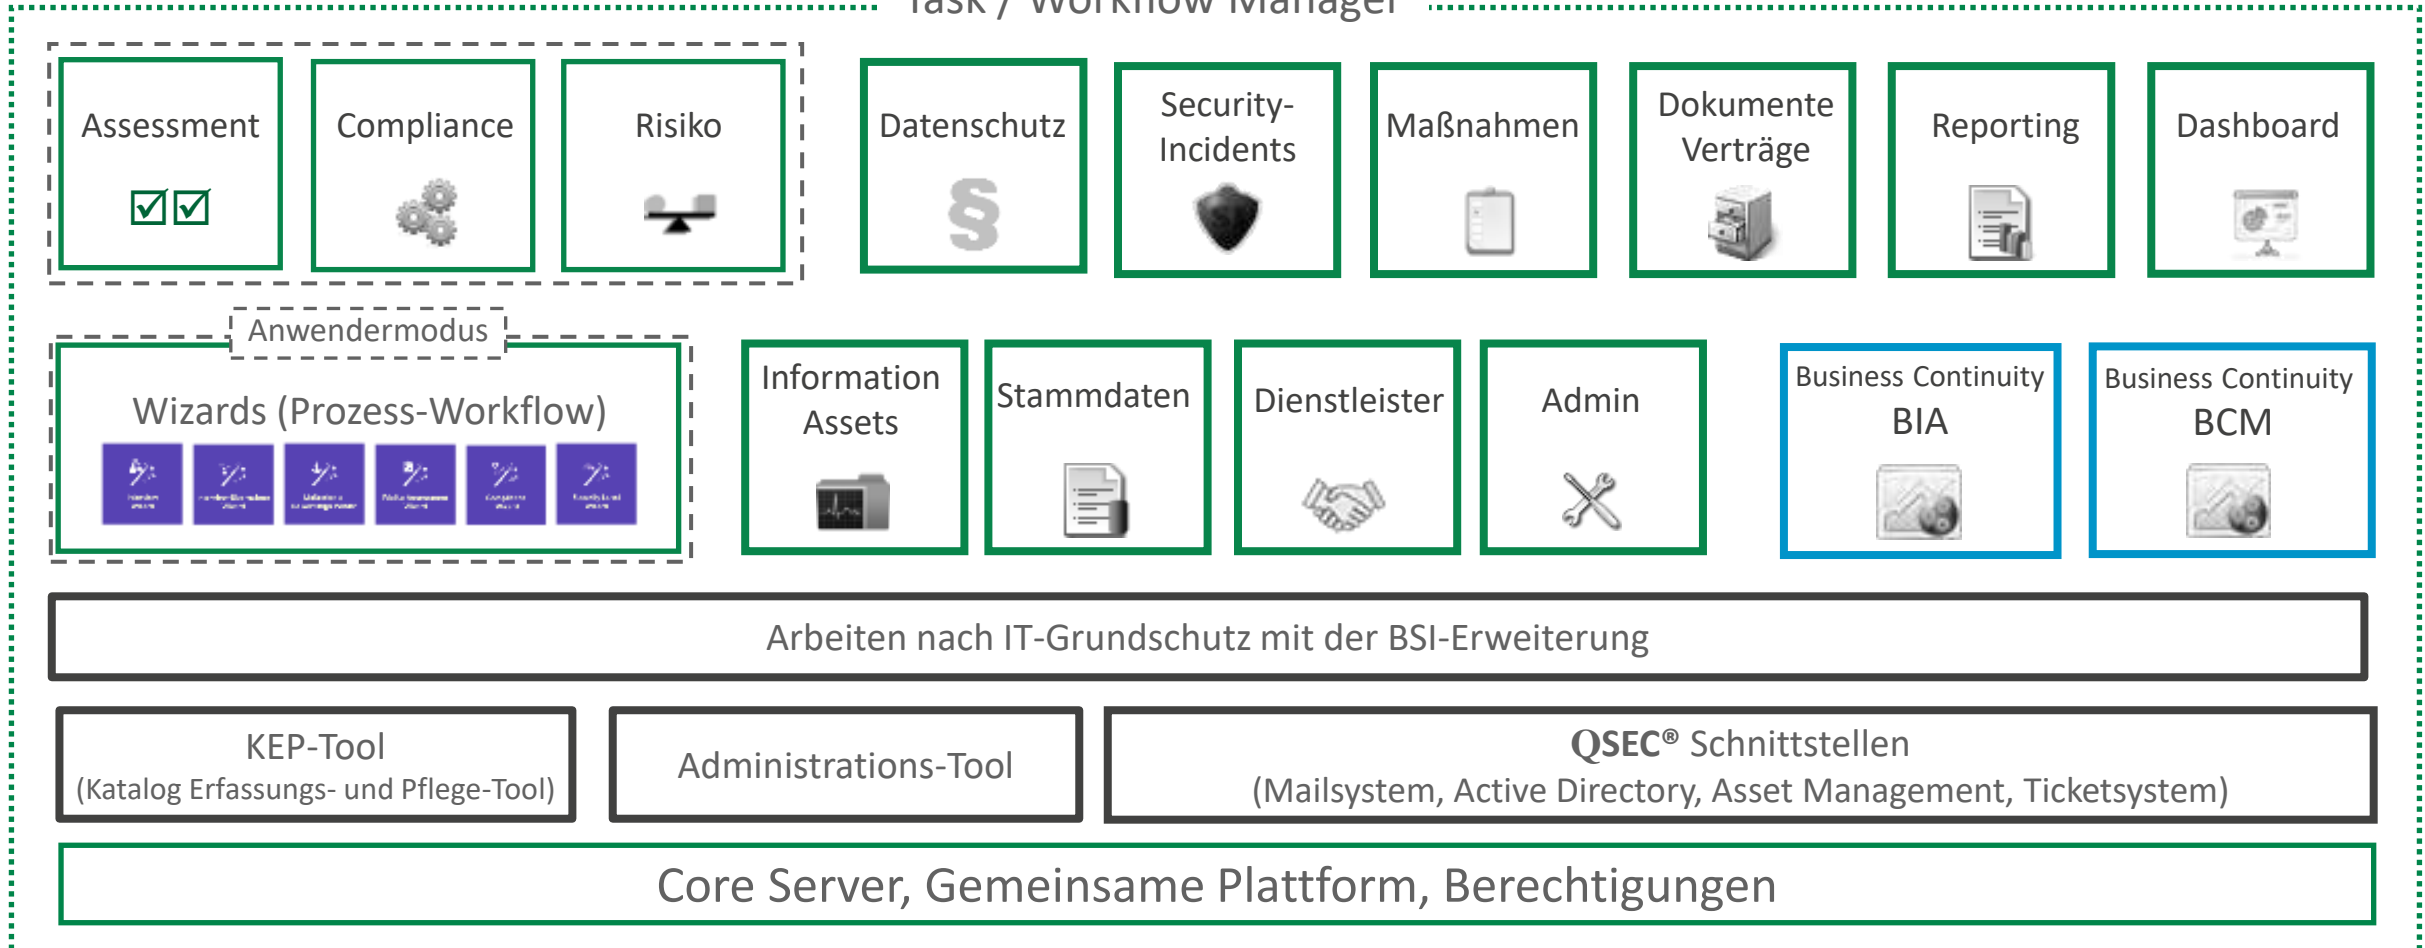 Task / Workflow Manager
Assessment
Compliance
Risiko
Datenschutz
Security-
Incidents
Maßnahmen
Dokumente
Verträge
Reporting
Dashboard
Anwendermodus
Wizards (Prozess-Workflow)
Information
Assets
Stammdaten
Dienstleister
Admin
Business Continuity
BIA
Business Continuity
BCM
Arbeiten nach IT-Grundschutz mit der BSI-Erweiterung
KEP-Tool
(Katalog Erfassungs- und Pflege-Tool)
Administrations-Tool
QSEC® Schnittstellen
(Mailsystem, Active Directory, Asset Management, Ticketsystem)
Core Server, Gemeinsame Plattform, Berechtigungen